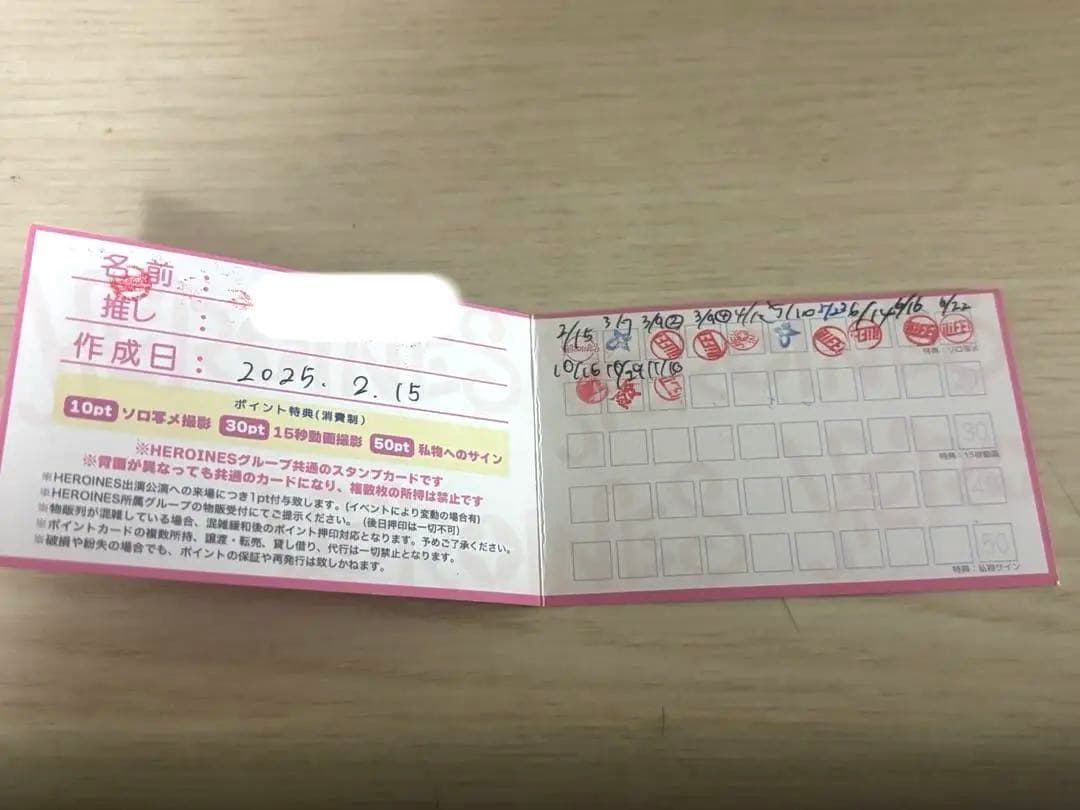 名前：
推し：
作成日： 2025. 2. 15
ポイント特典(消費制)
10pt ソロ写メ撮影 30pt 15秒動画撮影 50pt 私物へのサイン
※HEROINESグループ共通のスタンプカードです
※背面が異なっても共通のカードになり、複数枚の所持は禁止です
※HEROINES出演公演への来場につき1pt付与致します。(イベントにより変動の場合有)
※HEROINES所属グループの物販受付にてご提示ください。(後日押印は一切不可)
※物販列が混雑している場合、混雑緩和後のポイント押印対応となります。予めご了承ください。
※ポイントカードの複数所持、譲渡・転売、貸し借り、代行は一切禁止となります。
※破損や紛失の場合でも、ポイントの保証や再発行は致しかねます。
2/15 3/7 3/9② 3/9④ 5/10 6/22
特典：ソロ写メ
10/16
30
特典：15秒動画
40
50
特典：私物サイン